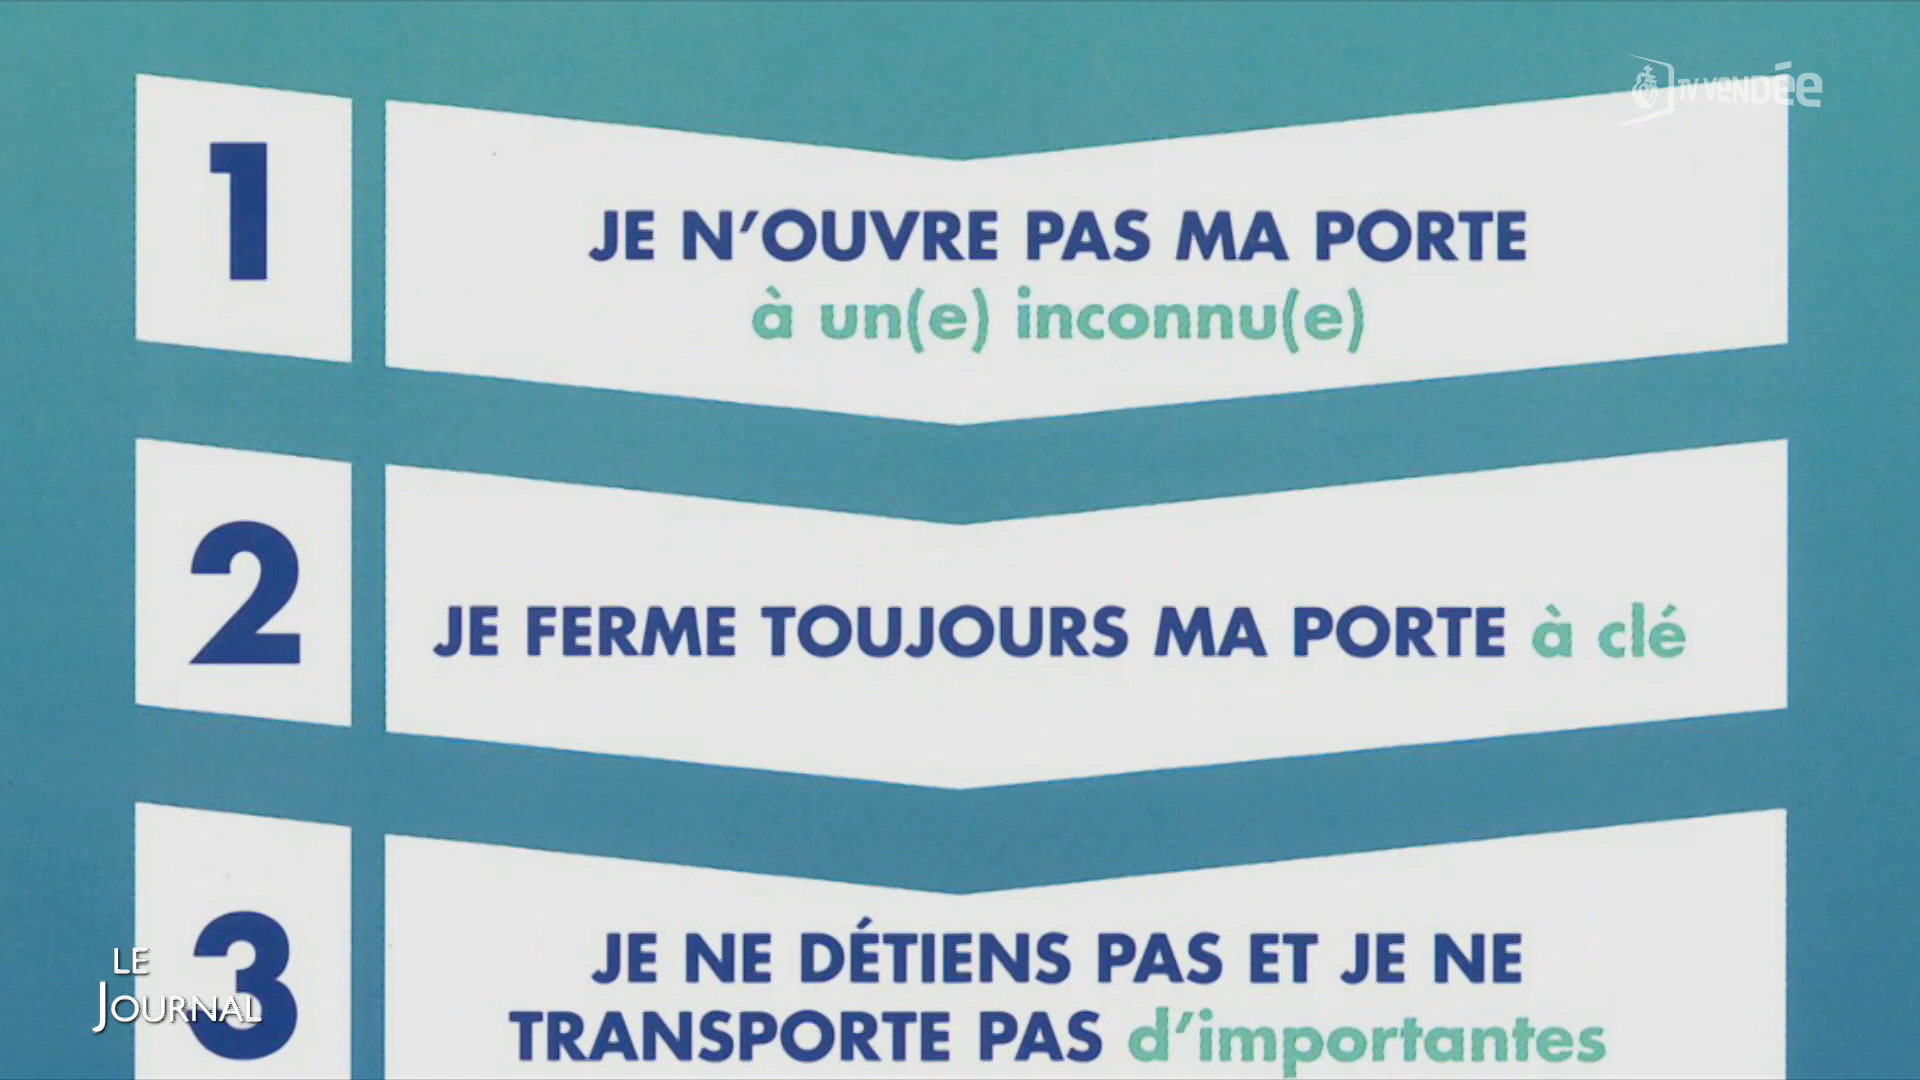 TV VENDÉE
1
JE N'OUVRE PAS MA PORTE
à un(e) inconnu(e)
2
JE FERME TOUJOURS MA PORTE à clé
3
JE NE DÉTIENS PAS ET JE NE
TRANSPORTE PAS d'importantes
LE
JOURNAL